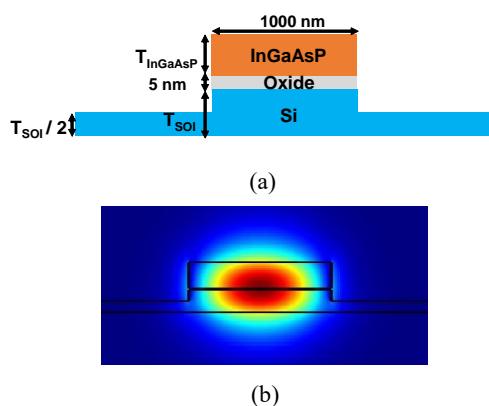 1000 nm
T_InGaAsP
InGaAsP
5 nm
Oxide
T_SOI / 2
T_SOI
Si
(a)
(b)